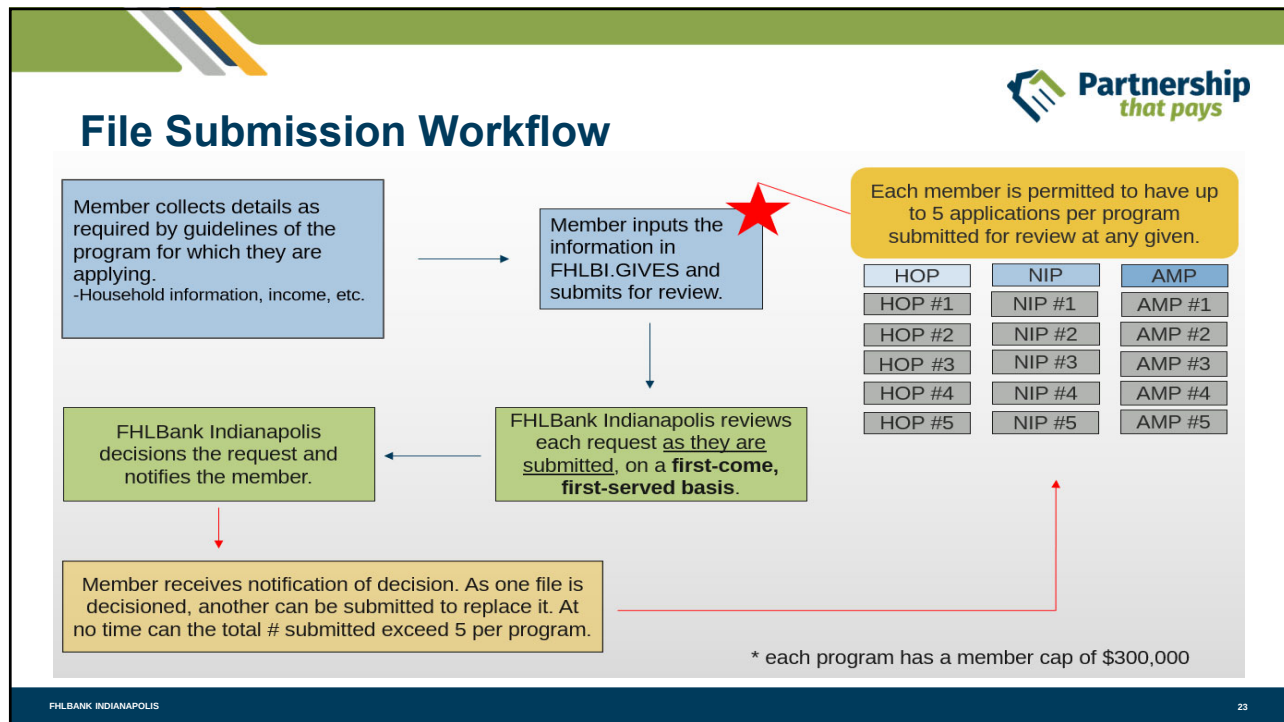 Partnership
that pays
File Submission Workflow
Member collects details as
required by guidelines of the
program for which they are
applying.
-Household information, income, etc.
Member inputs the
information in
FHLBI.GIVES and
submits for review.
Each member is permitted to have up
to 5 applications per program
submitted for review at any given.
HOP NIP AMP
HOP #1 NIP #1 AMP #1
HOP #2 NIP #2 AMP #2
HOP #3 NIP #3 AMP #3
HOP #4 NIP #4 AMP #4
HOP #5 NIP #5 AMP #5
FHLBank Indianapolis reviews
each request as they are
submitted, on a first-come,
first-served basis.
FHLBank Indianapolis
decisions the request and
notifies the member.
Member receives notification of decision. As one file is
decisioned, another can be submitted to replace it. At
no time can the total # submitted exceed 5 per program.
* each program has a member cap of $300,000
FHLBANK INDIANAPOLIS
23